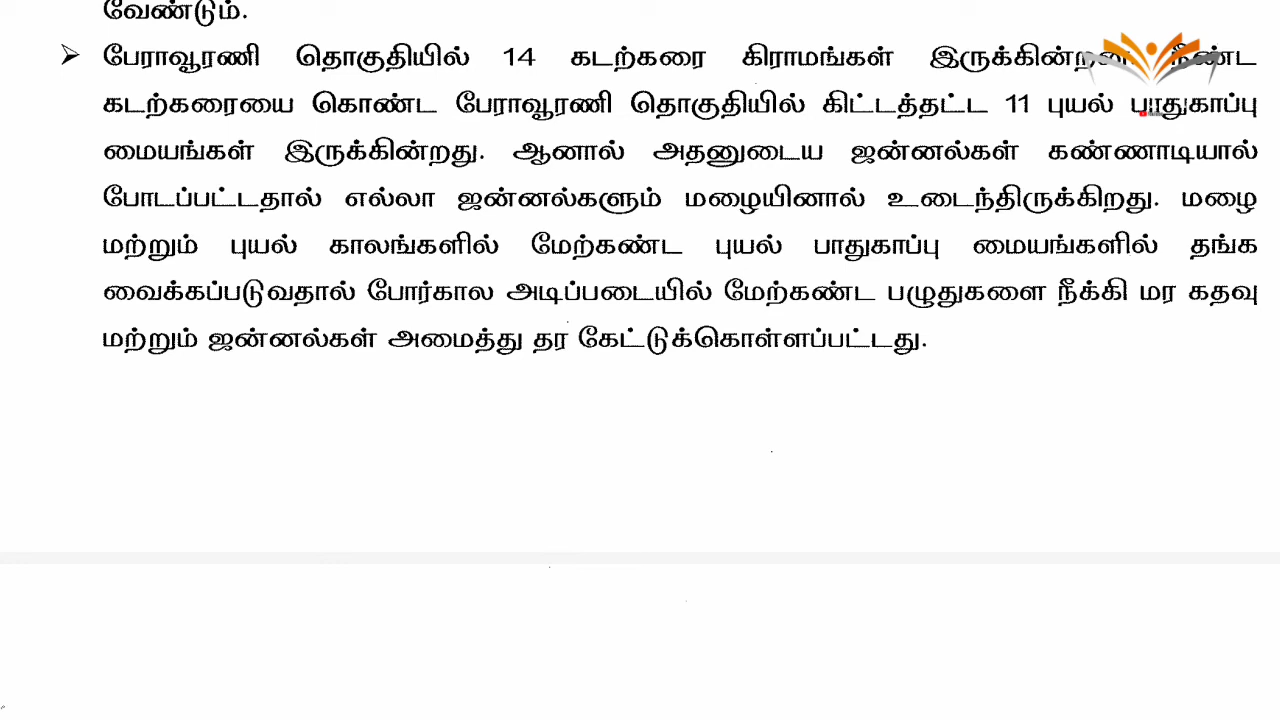 வேண்டும்.
➢ பேராவூரணி தொகுதியில் 14 கடற்கரை கிராமங்கள் இருக்கின்றன. நீண்ட
கடற்கரையை கொண்ட பேராவூரணி தொகுதியில் கிட்டத்தட்ட 11 புயல் பாதுகாப்பு
மையங்கள் இருக்கின்றது. ஆனால் அதனுடைய ஜன்னல்கள் கண்ணாடியால்
போடப்பட்டதால் எல்லா ஜன்னல்களும் மழையினால் உடைந்திருக்கிறது. மழை
மற்றும் புயல் காலங்களில் மேற்கண்ட புயல் பாதுகாப்பு மையங்களில் தங்க
வைக்கப்படுவதால் போர்கால அடிப்படையில் மேற்கண்ட பழுதுகளை நீக்கி மர கதவு
மற்றும் ஜன்னல்கள் அமைத்து தர கேட்டுக்கொள்ளப்பட்டது.